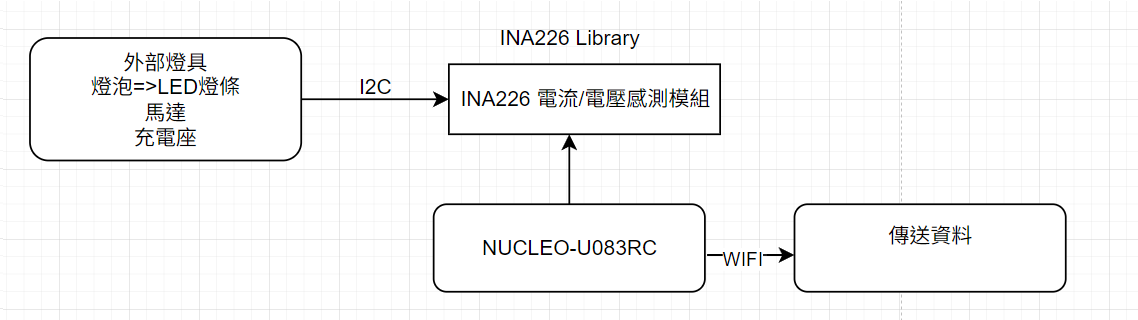 INA226 Library
外部燈具
燈泡=>LED燈條
馬達
充電座
I2C
INA226 電流/電壓感測模組
NUCLEO-U083RC
WIFI
傳送資料